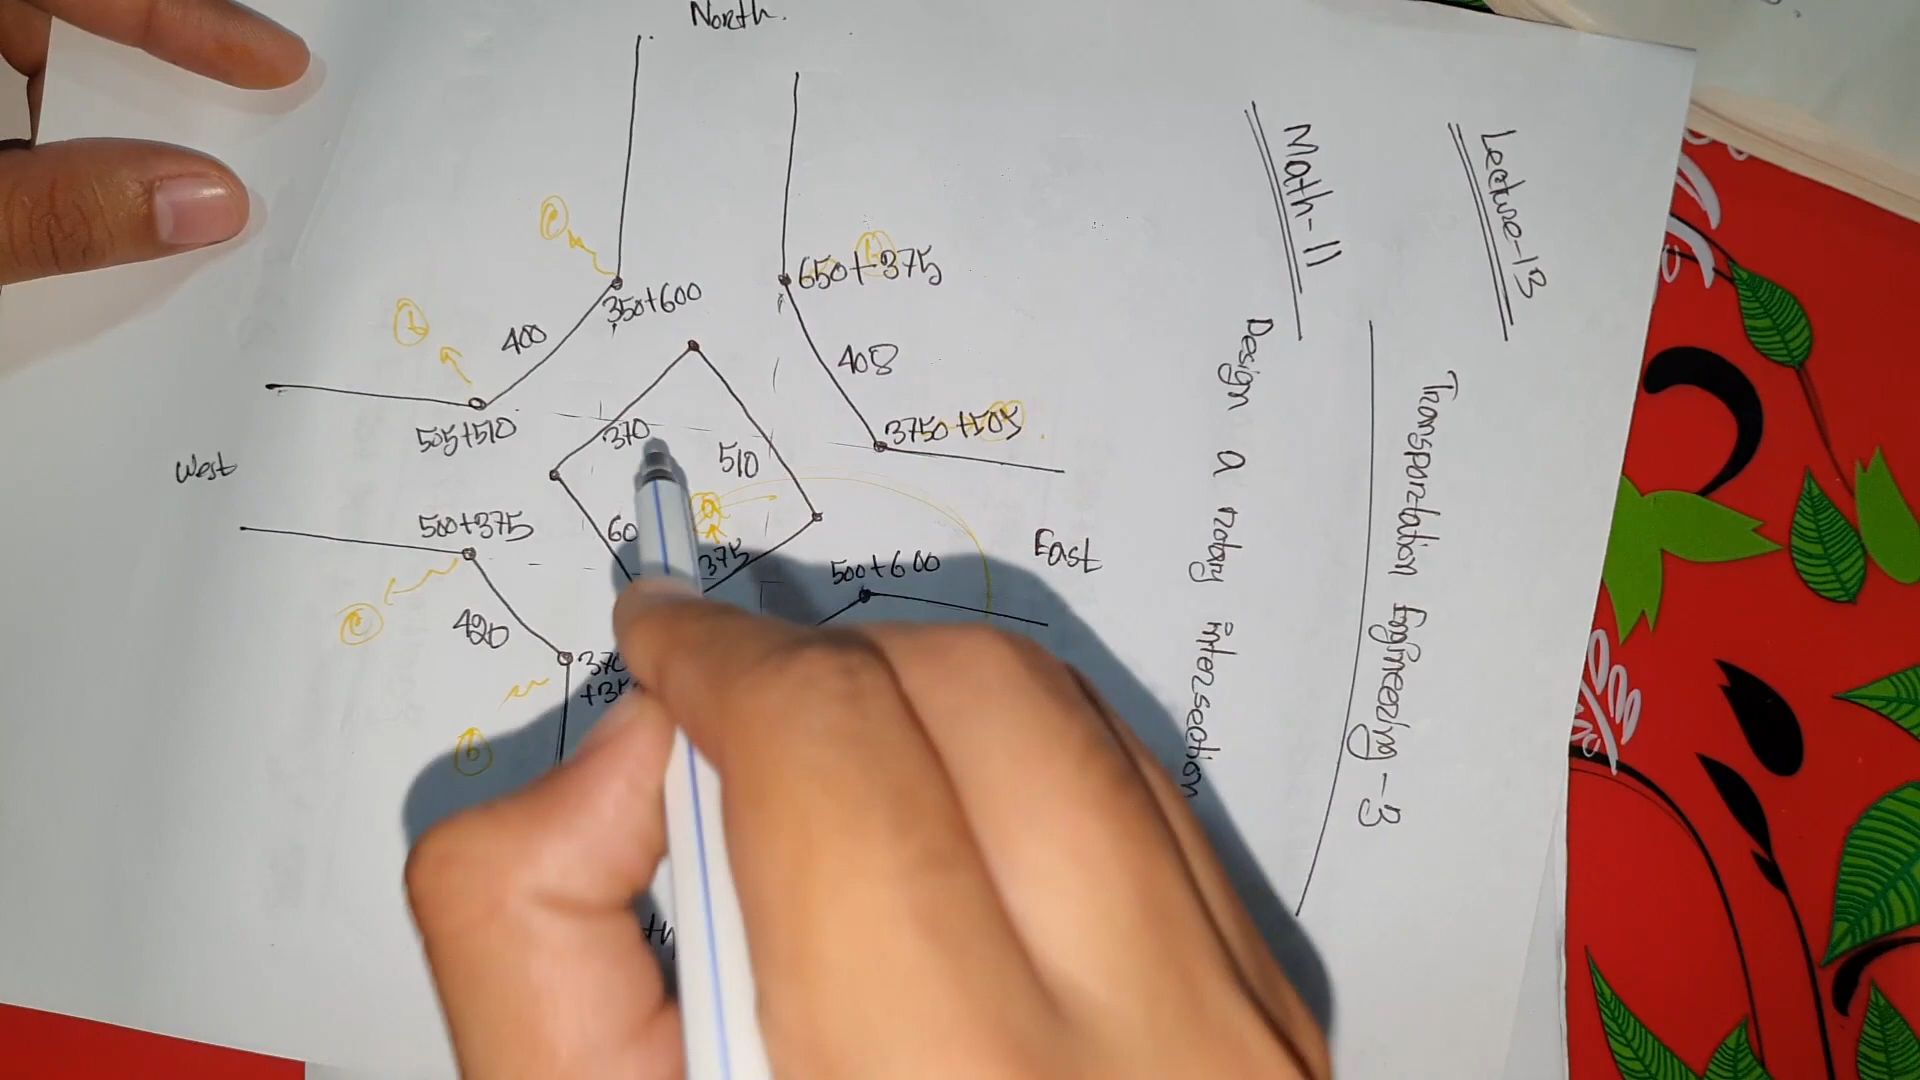 North.
650+375
350+600
400
408
505+510
3750+505
370
510
West
500+375
60
375
500+600
East
420
370
Lecture-13
Transportation Engineering-3
Math-11
Design a rotary intersection